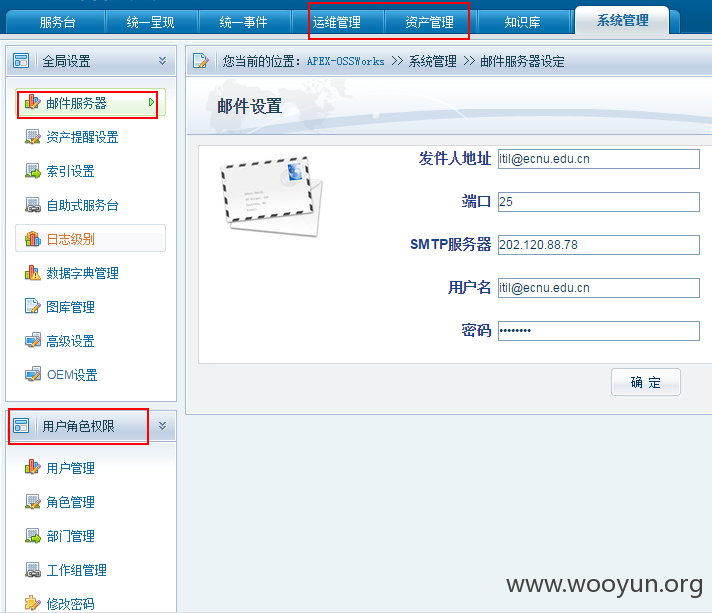 服务台 统一呈现 统一事件 运维管理 资产管理 知识库 系统管理
全局设置
您当前的位置：APEX-OSSWorks >> 系统管理 >> 邮件服务器设定
邮件服务器
资产提醒设置
索引设置
自助式服务台
日志级别
数据字典管理
图库管理
高级设置
OEM设置
用户角色权限
用户管理
角色管理
部门管理
工作组管理
修改密码
邮件设置
发件人地址 itil@ecnu.edu.cn
端口 25
SMTP服务器 202.120.88.78
用户名 itil@ecnu.edu.cn
密码 ••••••••
确 定
www.wooyun.org